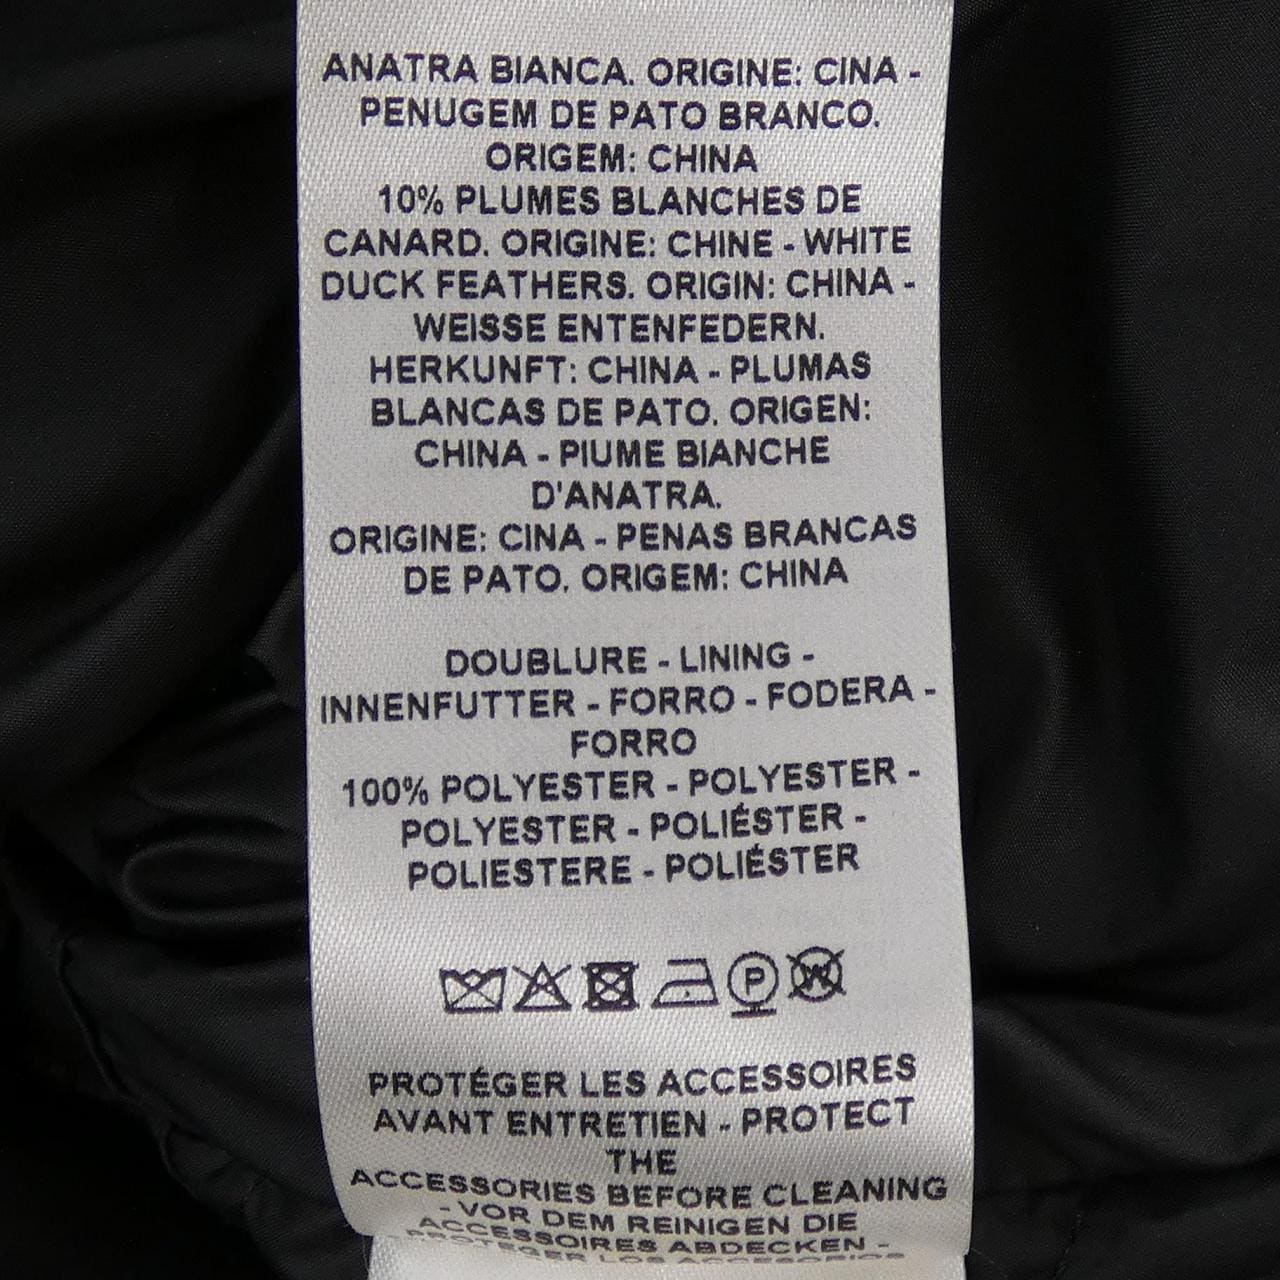 ANATRA BIANCA. ORIGINE: CINA -
PENUGEM DE PATO BRANCO.
ORIGEM: CHINA
10% PLUMES BLANCHES DE
CANARD. ORIGINE: CHINE - WHITE
DUCK FEATHERS. ORIGIN: CHINA -
WEISSE ENTENFEDERN.
HERKUNFT: CHINA - PLUMAS
BLANCAS DE PATO. ORIGEN:
CHINA - PIUME BIANCHE
D'ANATRA.
ORIGINE: CINA - PENAS BRANCAS
DE PATO. ORIGEM: CHINA
DOUBLURE - LINING -
INNENFUTTER - FORRO - FODERA -
FORRO
100% POLYESTER - POLYESTER -
POLYESTER - POLIÉSTER -
POLIESTERE - POLIÉSTER
P W
PROTÉGER LES ACCESSOIRES
AVANT ENTRETIEN - PROTECT
THE
ACCESSORIES BEFORE CLEANING
- VOR DEM REINIGEN DIE
ACCESSOIRES ABDECKEN -
PROTEGER LOS ACCESORIOS